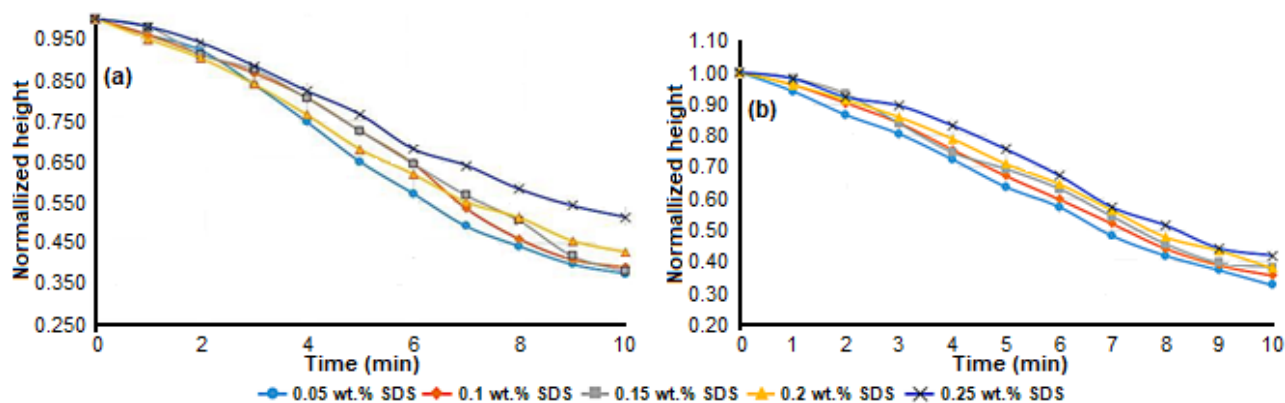 (a)
Normalized height
0.950
0.850
0.750
0.650
0.550
0.450
0.350
0.250
0 2 4 6 8 10
Time (min)
(b)
Normalized height
1.10
1.00
0.90
0.80
0.70
0.60
0.50
0.40
0.30
0.20
0 1 2 3 4 5 6 7 8 9 10
Time (min)
0.05 wt.% SDS 0.1 wt.% SDS 0.15 wt.% SDS 0.2 wt.% SDS 0.25 wt.% SDS